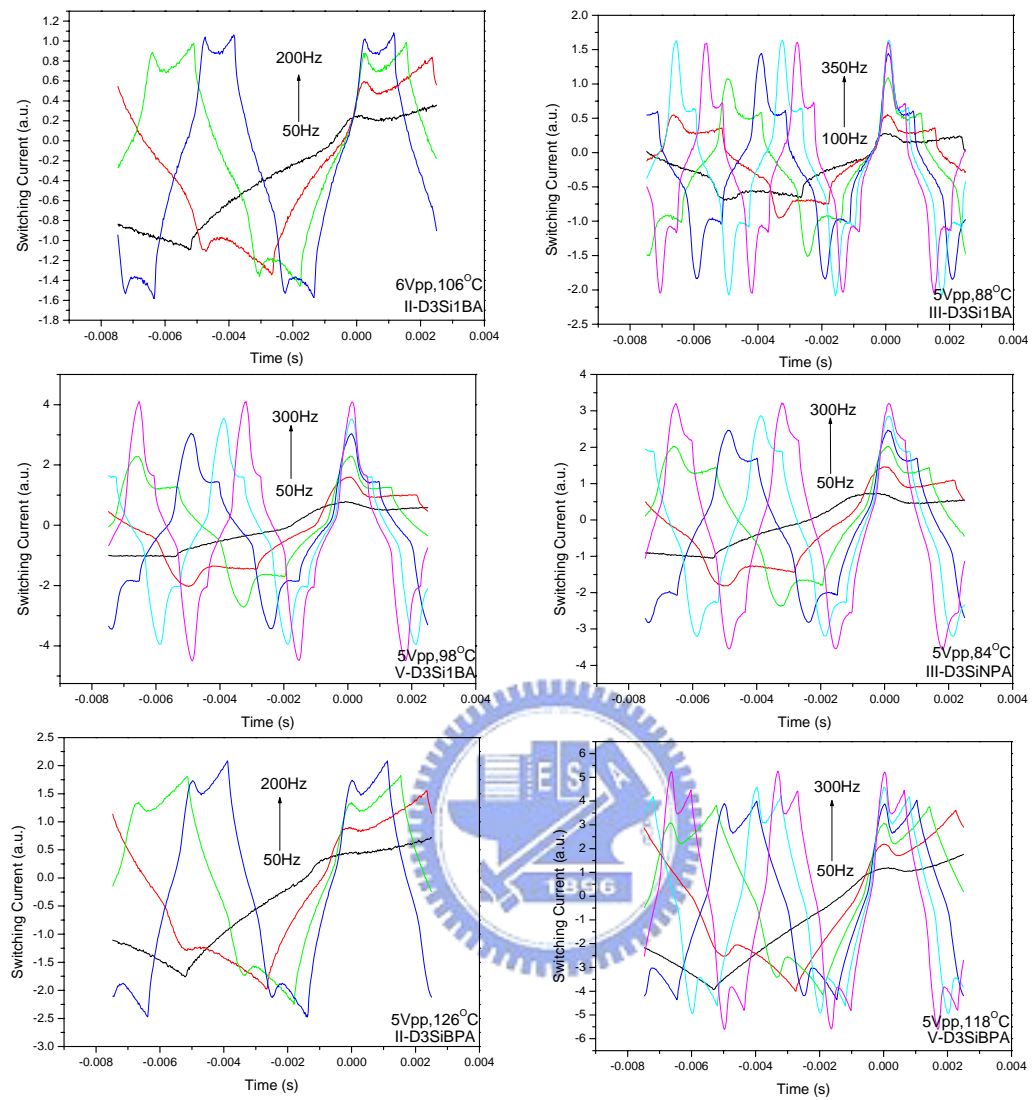 2.0
1.5
1.0
0.5
0.0
-0.5
-1.0
-1.5
-2.0
-2.5
Switching Current (a.u.)
350Hz
100Hz
5Vpp,88°C
III-D3Si1BA
-0.008 -0.006 -0.004 -0.002 0.000 0.002 0.004
Time (s)
1.2
1.0
0.8
0.6
0.4
0.2
0.0
-0.2
-0.4
-0.6
-0.8
-1.0
-1.2
-1.4
-1.6
-1.8
Switching Current (a.u.)
200Hz
50Hz
6Vpp,106°C
II-D3Si1BA
-0.008 -0.006 -0.004 -0.002 0.000 0.002 0.004
Time (s)
4
2
0
-2
-4
Switching Current (a.u.)
300Hz
50Hz
5Vpp,98°C
V-D3Si1BA
-0.008 -0.006 -0.004 -0.002 0.000 0.002 0.004
Time (s)
4
3
2
1
0
-1
-2
-3
-4
Switching Current (a.u.)
300Hz
50Hz
5Vpp,84°C
III-D3SiNPA
-0.008 -0.006 -0.004 -0.002 0.000 0.002 0.004
Time (s)
2.5
2.0
1.5
1.0
0.5
0.0
-0.5
-1.0
-1.5
-2.0
-2.5
-3.0
Switching Current (a.u.)
200Hz
50Hz
5Vpp,126°C
II-D3SiBPA
-0.008 -0.006 -0.004 -0.002 0.000 0.002 0.004
Time (s)
6
5
4
3
2
1
0
-1
-2
-3
-4
-5
-6
Switching Current (a.u.)
300Hz
50Hz
5Vpp,118°C
V-D3SiBPA
-0.008 -0.006 -0.004 -0.002 0.000 0.002 0.004
Time (s)
E S A
1896